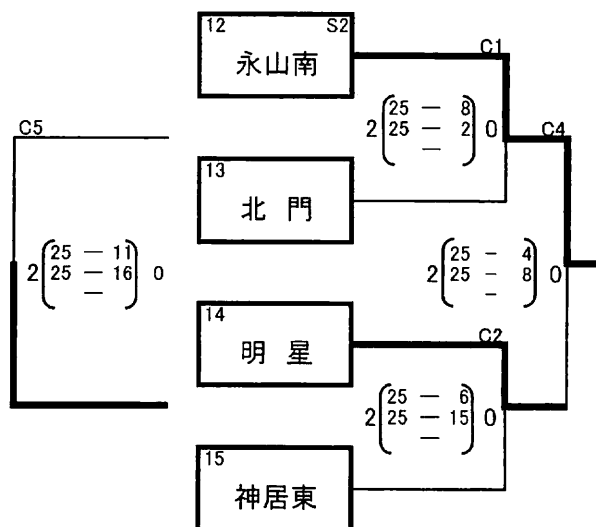 12 S2
永山南
C1
2 ( 25 — 8 ) 0
25 — 2
—
C4
C5
13
北 門
2 ( 25 — 11 ) 0
25 — 16
—
2 ( 25 - 4 ) 0
25 - 8
-
14
明 星
C2
2 ( 25 — 6 ) 0
25 — 15
—
15
神居東